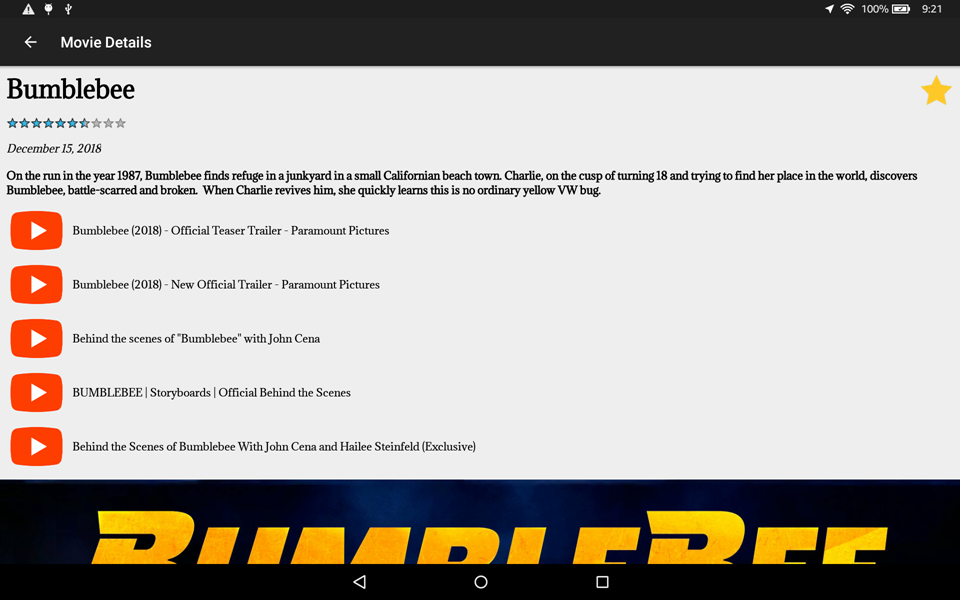 100% 9:21
Movie Details
Bumblebee
December 15, 2018
On the run in the year 1987, Bumblebee finds refuge in a junkyard in a small Californian beach town. Charlie, on the cusp of turning 18 and trying to find her place in the world, discovers
Bumblebee, battle-scarred and broken.  When Charlie revives him, she quickly learns this is no ordinary yellow VW bug.
Bumblebee (2018) - Official Teaser Trailer - Paramount Pictures
Bumblebee (2018) - New Official Trailer - Paramount Pictures
Behind the scenes of "Bumblebee" with John Cena
BUMBLEBEE | Storyboards | Official Behind the Scenes
Behind the Scenes of Bumblebee With John Cena and Hailee Steinfeld (Exclusive)
BUMBLEBEE